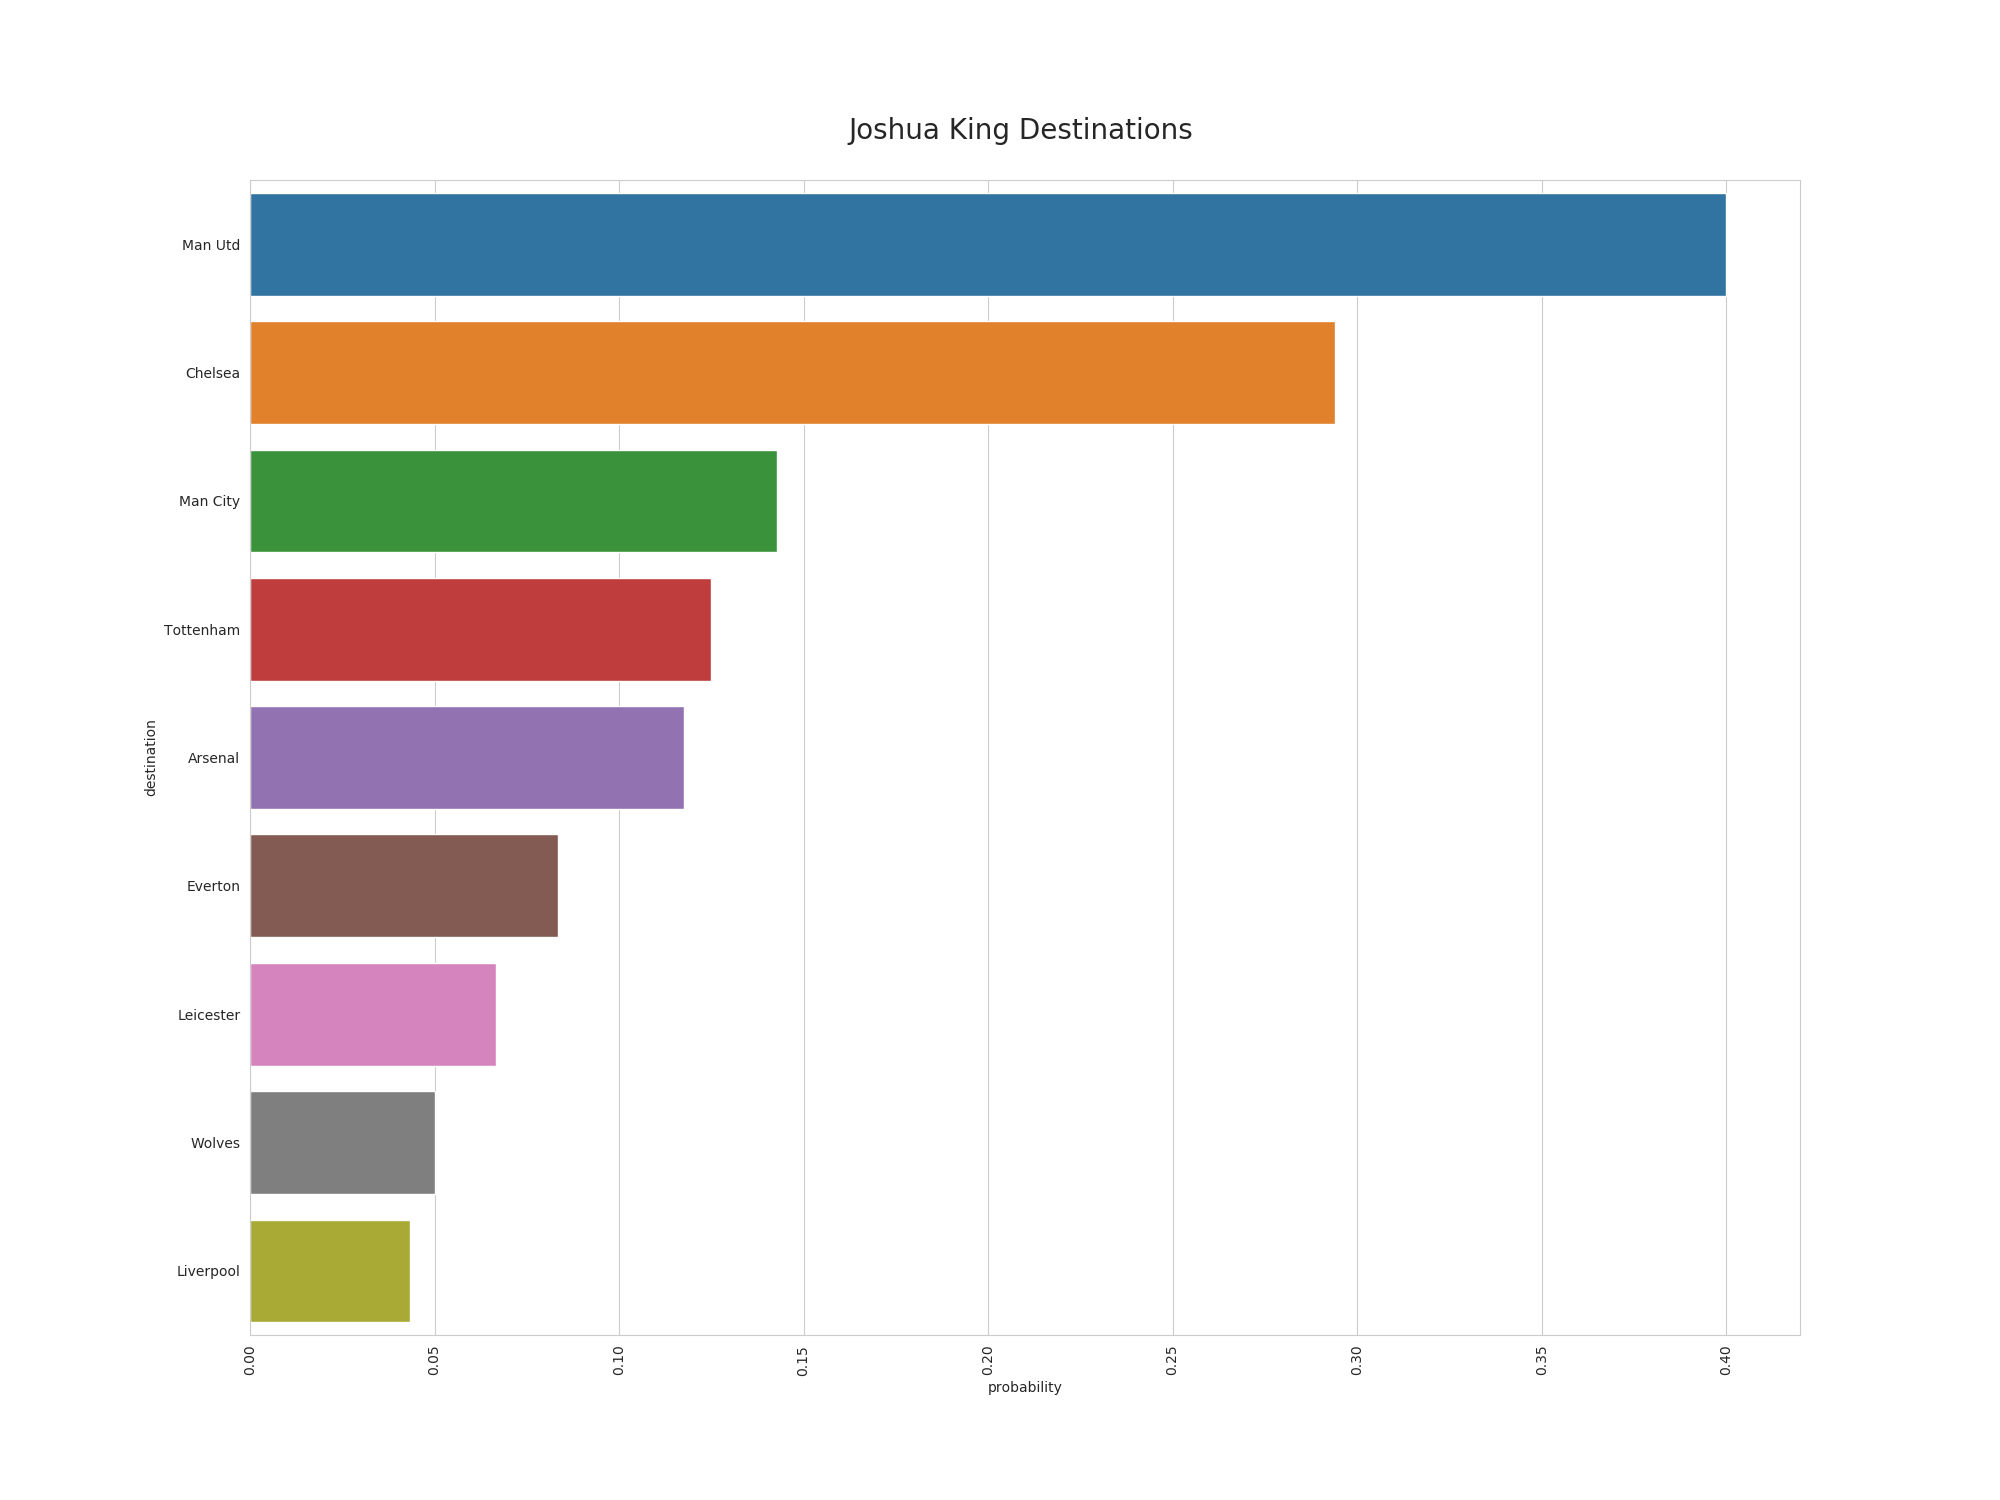 Joshua King Destinations
destination
Man Utd
Chelsea
Man City
Tottenham
Arsenal
Everton
Leicester
Wolves
Liverpool
0.00 0.05 0.10 0.15 0.20 0.25 0.30 0.35 0.40
probability